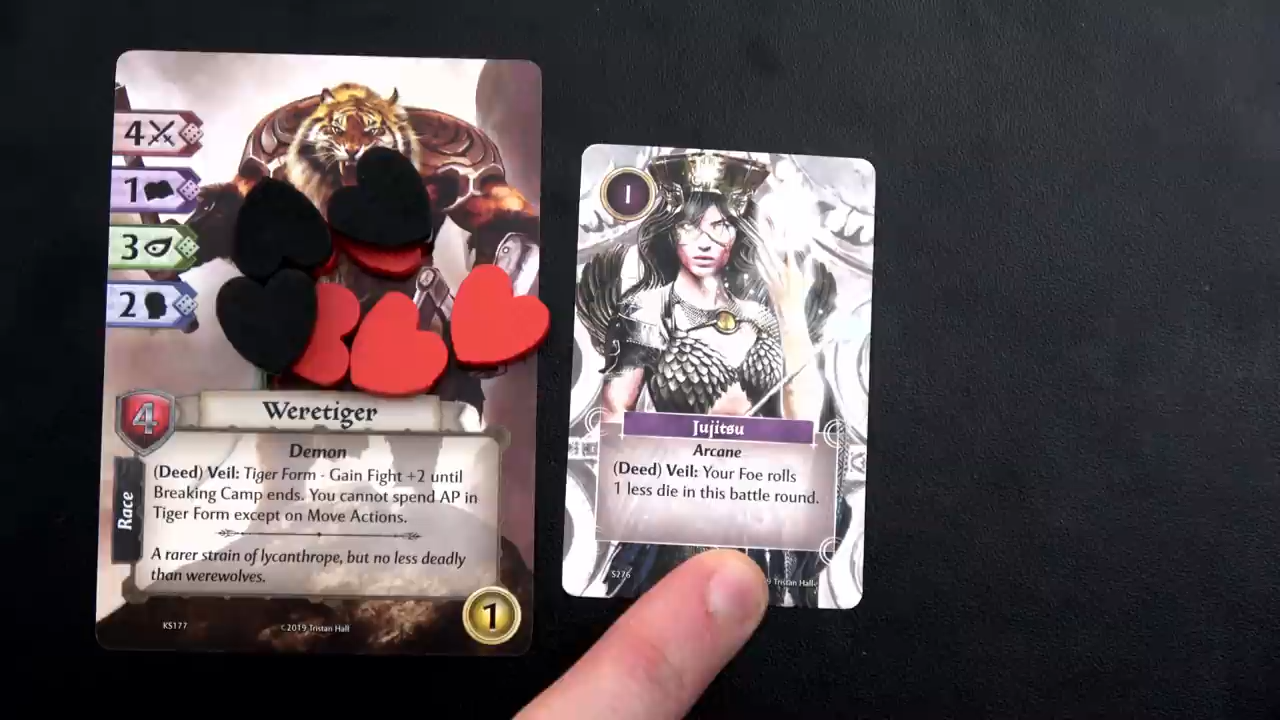 4
1
3
2
4
Weretiger
Demon
(Deed) Veil: Tiger Form - Gain Fight +2 until
Breaking Camp ends. You cannot spend AP in
Tiger Form except on Move Actions.
Race
A rarer strain of lycanthrope, but no less deadly
than werewolves.
1
KS177
©2019 Tristan Hall
I
Jujitsu
Arcane
(Deed) Veil: Your Foe rolls
1 less die in this battle round.
S276
9 Tristan Hall